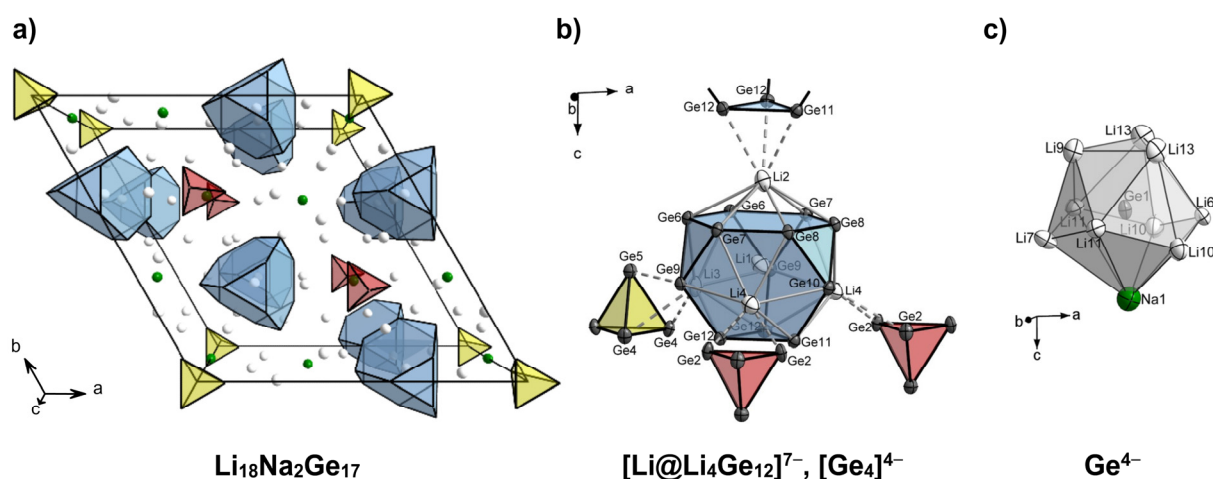 a)
b
a
c
Li₁₈Na₂Ge₁₇
b)
b
a
c
Ge12
Ge12
Ge11
Li2
Ge6
Ge6
Ge7
Ge7
Ge8
Ge8
Ge5
Ge9
Li3
Li1
Ge9
Ge10
Li4
Li4
Ge4
Ge4
Ge12
Ge12
Ge11
Ge2
Ge2
Ge2
Ge2
[Li@Li₄Ge₁₂]⁷⁻, [Ge₄]⁴⁻
c)
Li13
Li9
Li13
Ge1
Li6
Li11
Li10
Li7
Li11
Li10
Na1
b
a
c
Ge⁴⁻